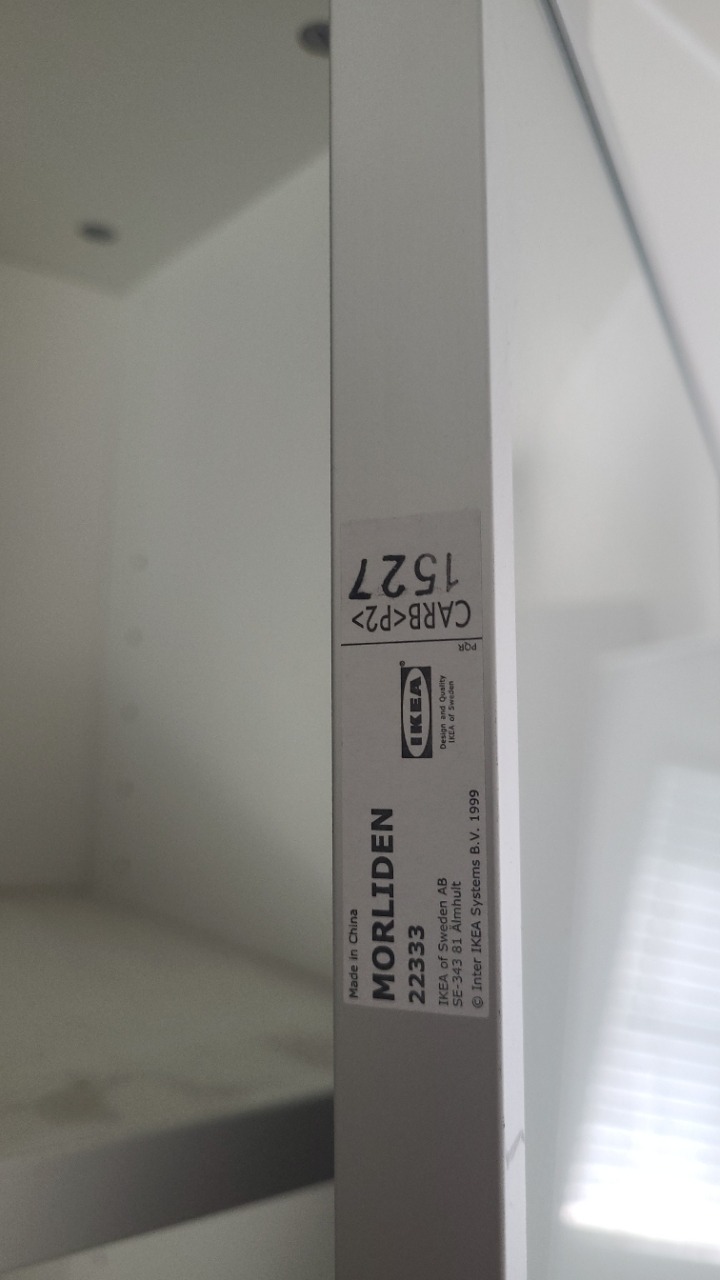 Made in China
MORLIDEN
22333
IKEA of Sweden AB
SE-343 81 Älmhult
© Inter IKEA Systems B.V. 1999
IKEA®
Design and Quality
IKEA of Sweden
PQR
CARB<P2>
1527